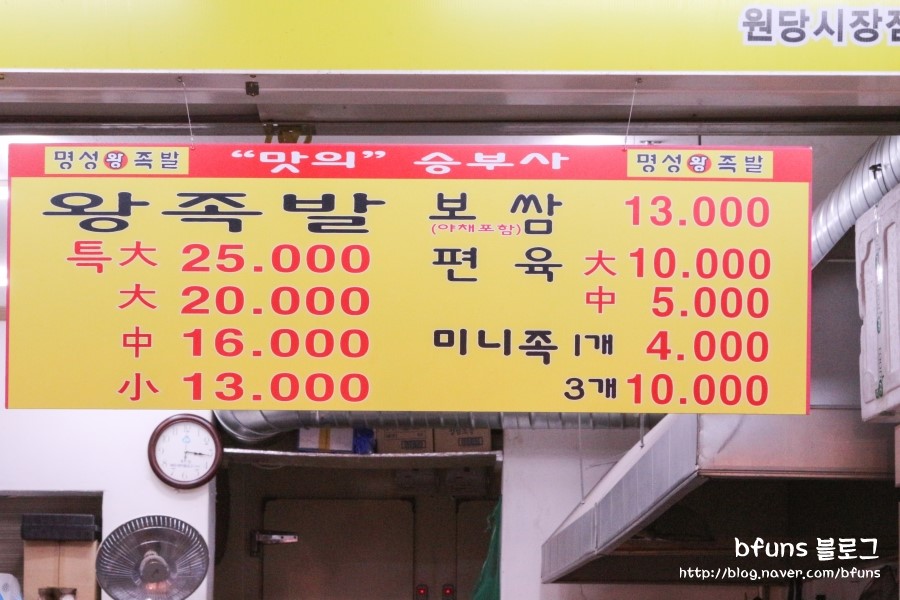 원당시장점
명성왕족발 "맛의" 승부사 명성왕족발
왕족발
특大 25.000
大 20.000
中 16.000
小 13.000
보쌈 13.000
(야채포함)
편육 大 10.000
中 5.000
미니족 1개 4.000
3개 10.000
bfuns 블로그
http://blog.naver.com/bfuns